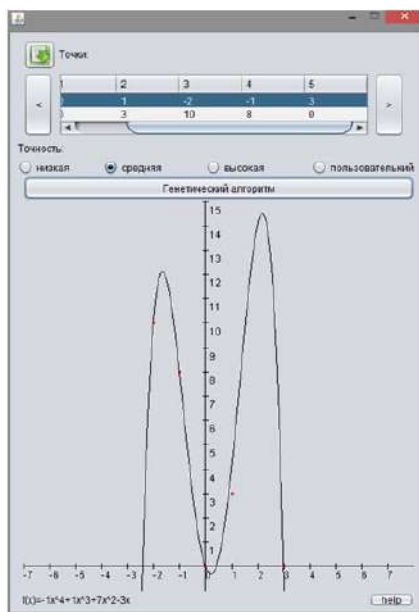 Точки:
1 2 3 4 5
0 1 -2 -1 3
0 3 10 8 0
< >
Точность:
низкая средняя высокая пользовательний
Генетический алгоритм
15
14
13
12
11
10
9
8
7
6
5
4
3
2
1
-7 -6 -5 -4 -3 -2 -1 0 1 2 3 4 5 6 7
f(x)=-1x^4+1x^3+7x^2-3x help